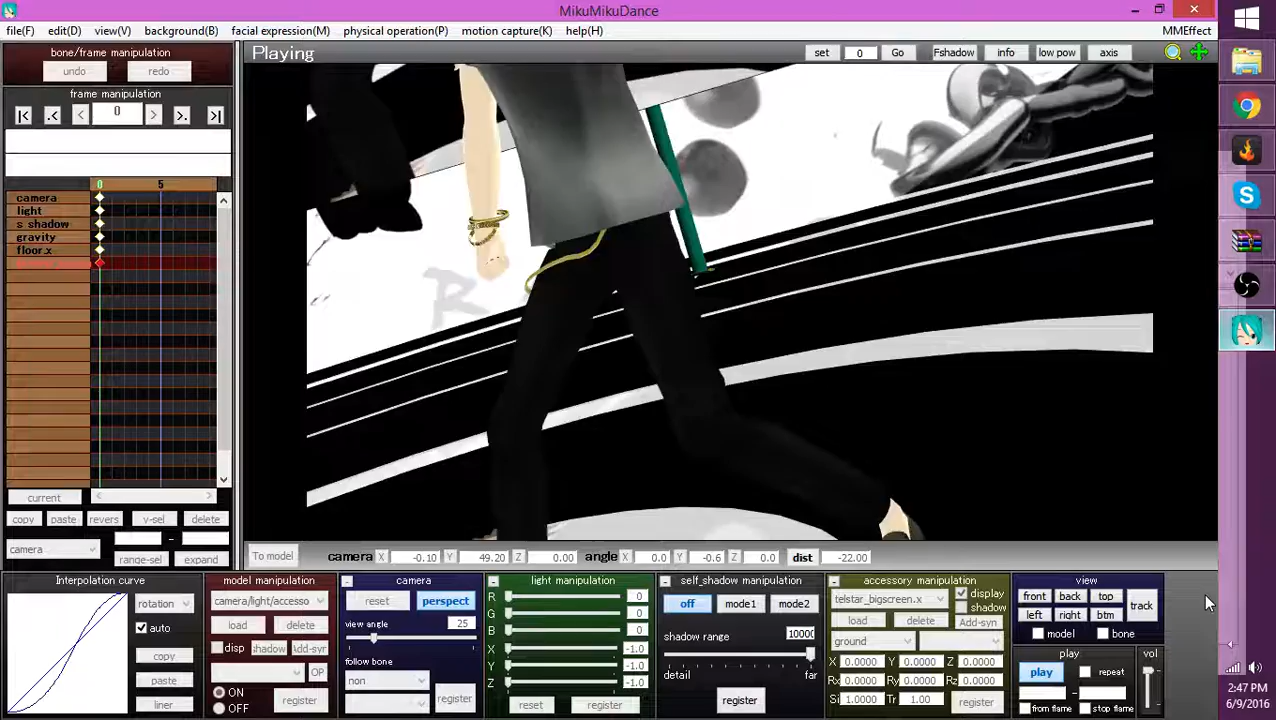 MikuMikuDance
file(F) edit(D) view(V) background(B) facial expression(M) physical operation(P) motion capture(K) help(H) MMEffect
bone/frame manipulation
undo redo
frame manipulation
0
Playing
set 0 Go Fshadow info low pow axis
0 5
camera
light
s shadow
gravity
floor.x
R
current
copy paste revers v-sel delete
camera
-
range-sel expand
To model camera X -0.10 Y 49.20 Z 0.00 angle X 0.0 Y -0.6 Z 0.0 dist -22.00
Interpolation curve
rotation
auto
copy
paste
liner
model manipulation
camera/light/accesso
load delete
disp shadow Add-syn
OP
ON
OFF
register
camera
reset perspect
view angle 25
follow bone
non
register
light manipulation
R 0
G 0
B 0
X -1.0
Y -1.0
Z -1.0
reset register
self_shadow manipulation
off mode1 mode2
shadow range 10000
detail far
register
accessory manipulation
telstar_bigscreen.x
display
shadow
load delete Add-syn
ground
X 0.0000 Y 0.0000 Z 0.0000
Rx 0.0000 Ry 0.0000 Rz 0.0000
Si 1.0000 Tr 1.00 register
view
front back top
left right btm
track
model bone
play
play repeat
-
from flame stop flame
vol
2:47 PM
6/9/2016